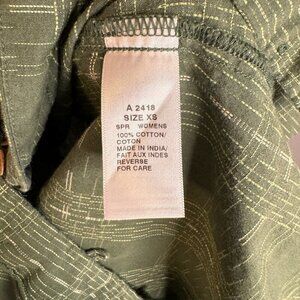 A 2418
SIZE XS
SPR WOMENS
100% COTTON/
COTON
MADE IN INDIA/
FAIT AUX INDES
REVERSE
FOR CARE